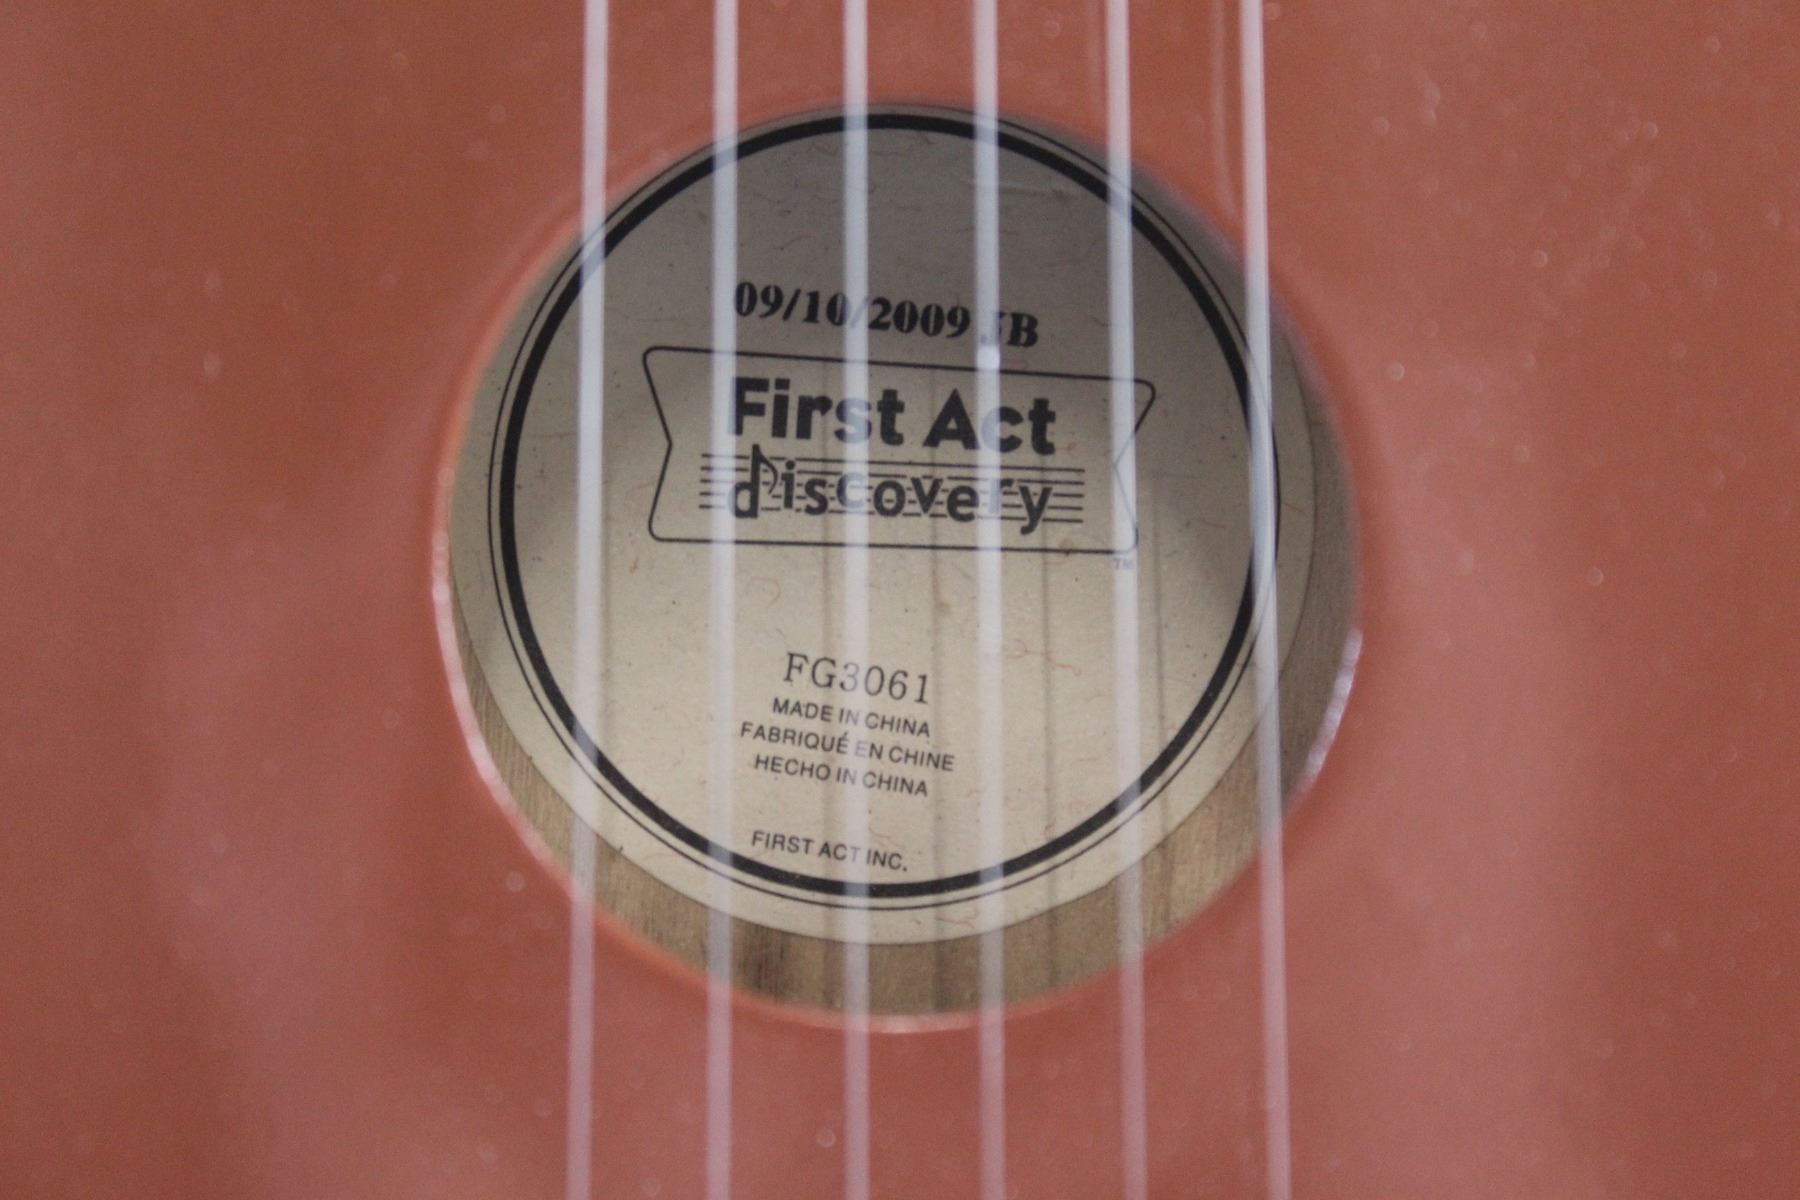 09/10/2009 JB
First Act
discovery
TM
FG3061
MADE IN CHINA
FABRIQUÉ EN CHINE
HECHO IN CHINA
FIRST ACT INC.